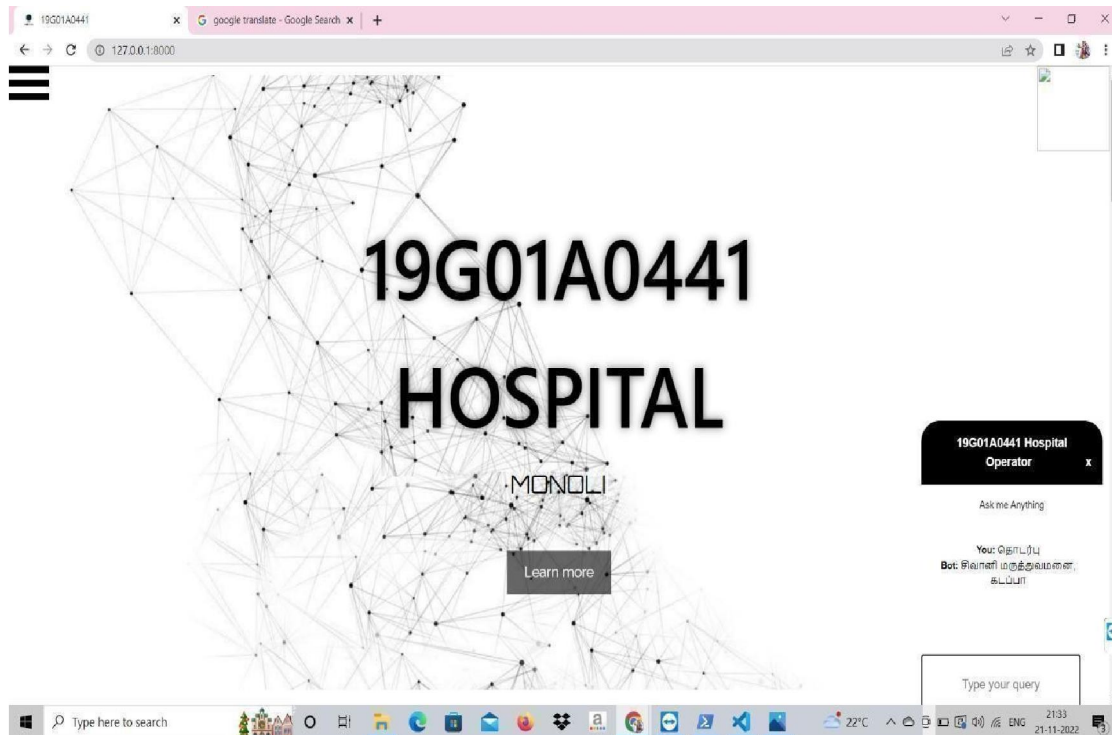 19G01A0441
google translate - Google Search
127.0.0.1:8000
19G01A0441
HOSPITAL
MONOLI
Learn more
19G01A0441 Hospital
Operator
x
Ask me Anything
You: தொடர்பு
Bot: சிவானி மருத்துவமனை,
கடப்பா
Type your query
Type here to search
22°C
ENG
21:33
21-11-2022